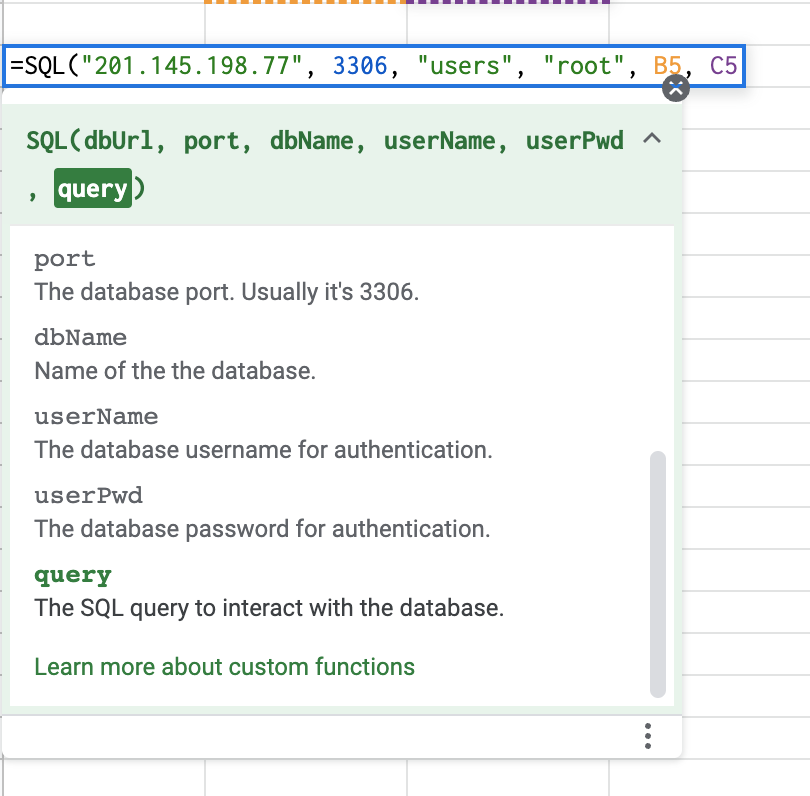 =SQL("201.145.198.77", 3306, "users", "root", B5, C5
SQL(dbUrl, port, dbName, userName, userPwd
, query)
port
The database port. Usually it's 3306.
dbName
Name of the the database.
userName
The database username for authentication.
userPwd
The database password for authentication.
query
The SQL query to interact with the database.
Learn more about custom functions